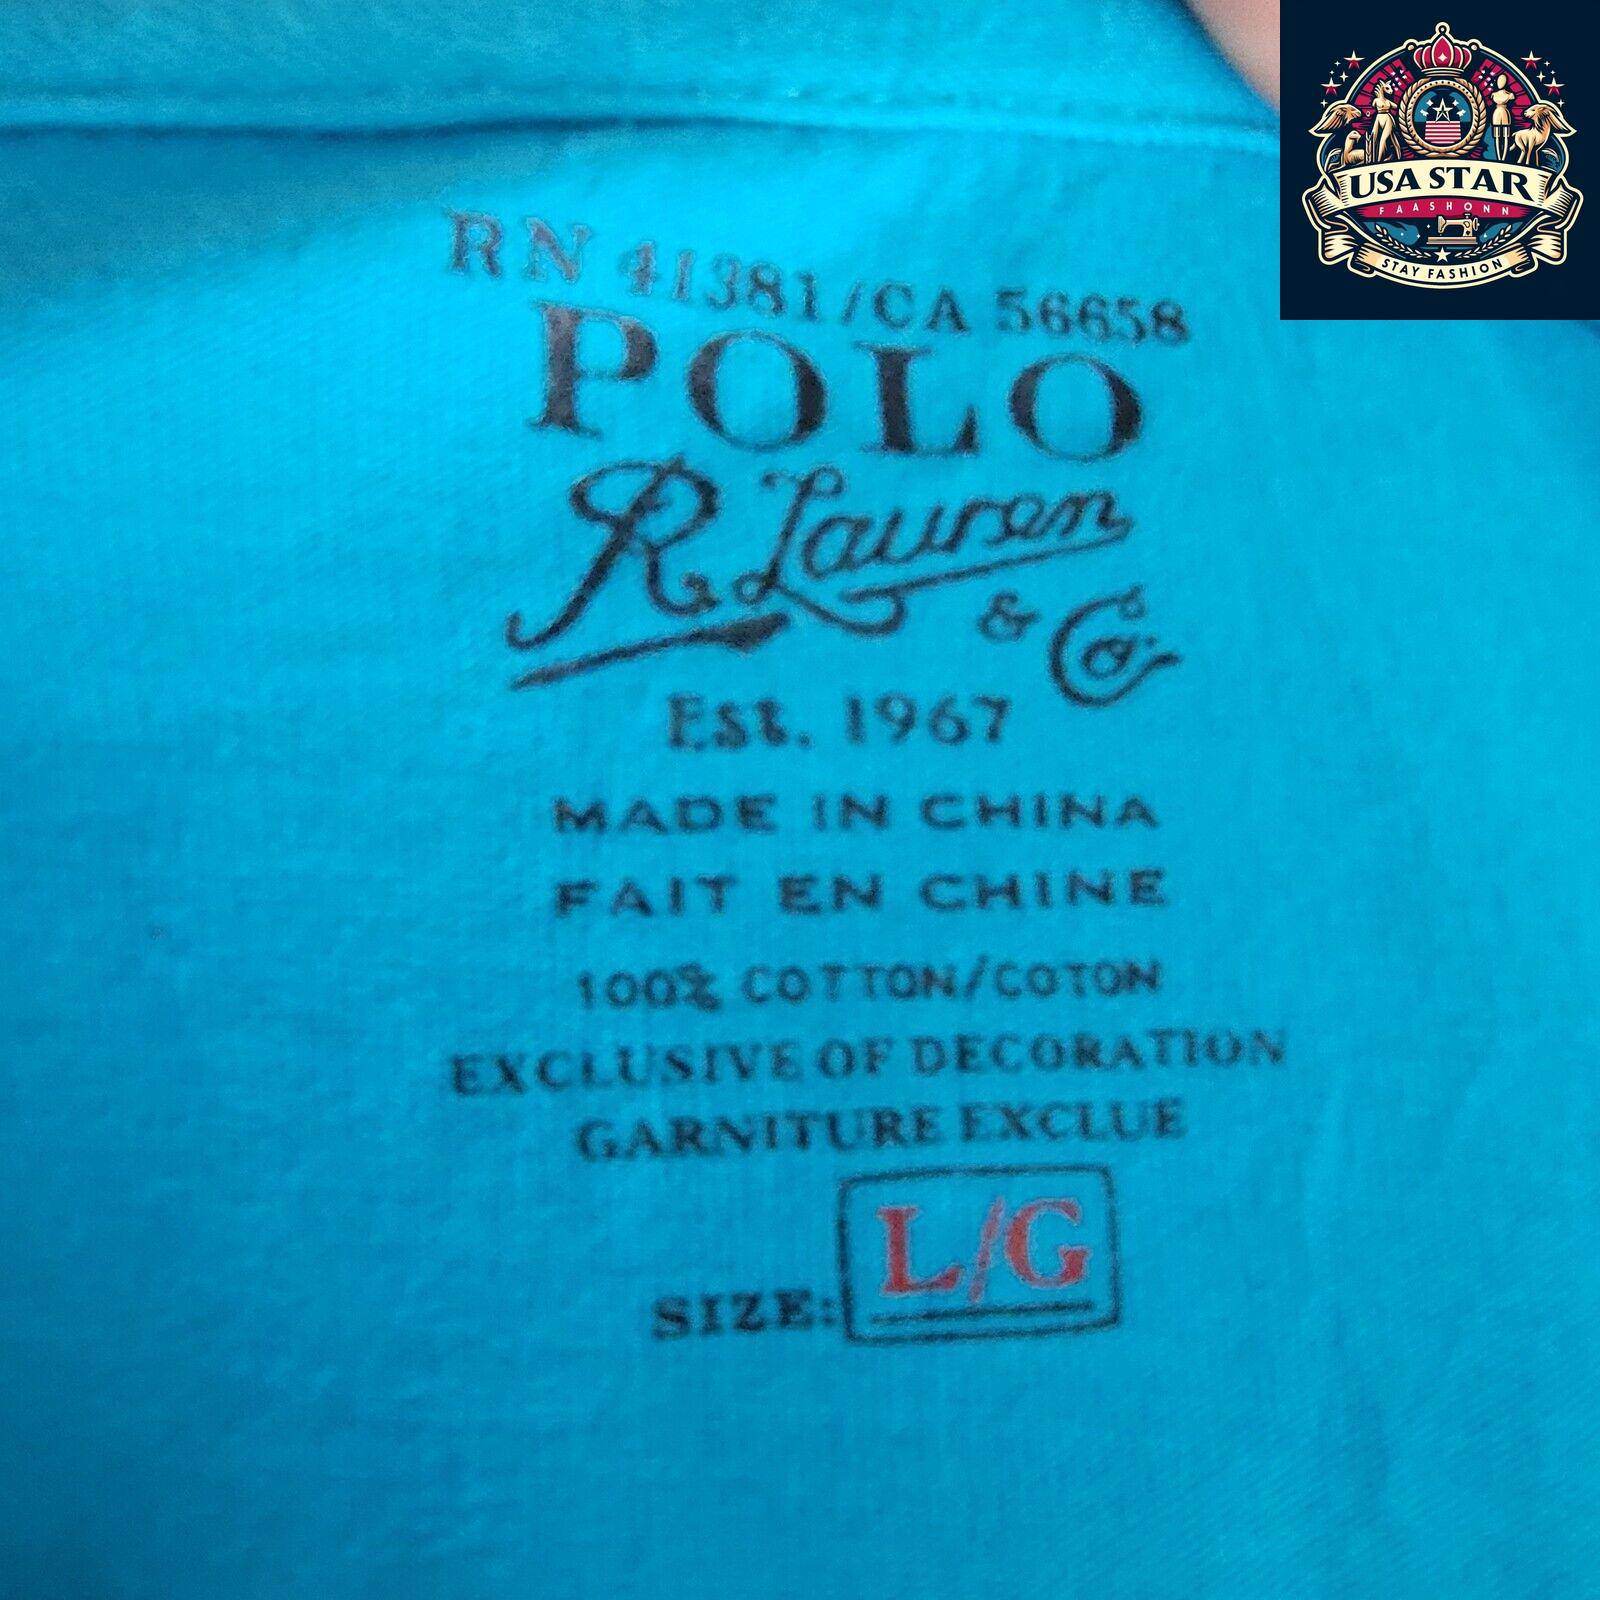 USA STAR
FAASHONN
STAY FASHION
RN 41381/CA 56658
POLO
R Lauren
& Co.
Est. 1967
MADE IN CHINA
FAIT EN CHINE
100% COTTON/COTON
EXCLUSIVE OF DECORATION
GARNITURE EXCLUE
SIZE: L/G